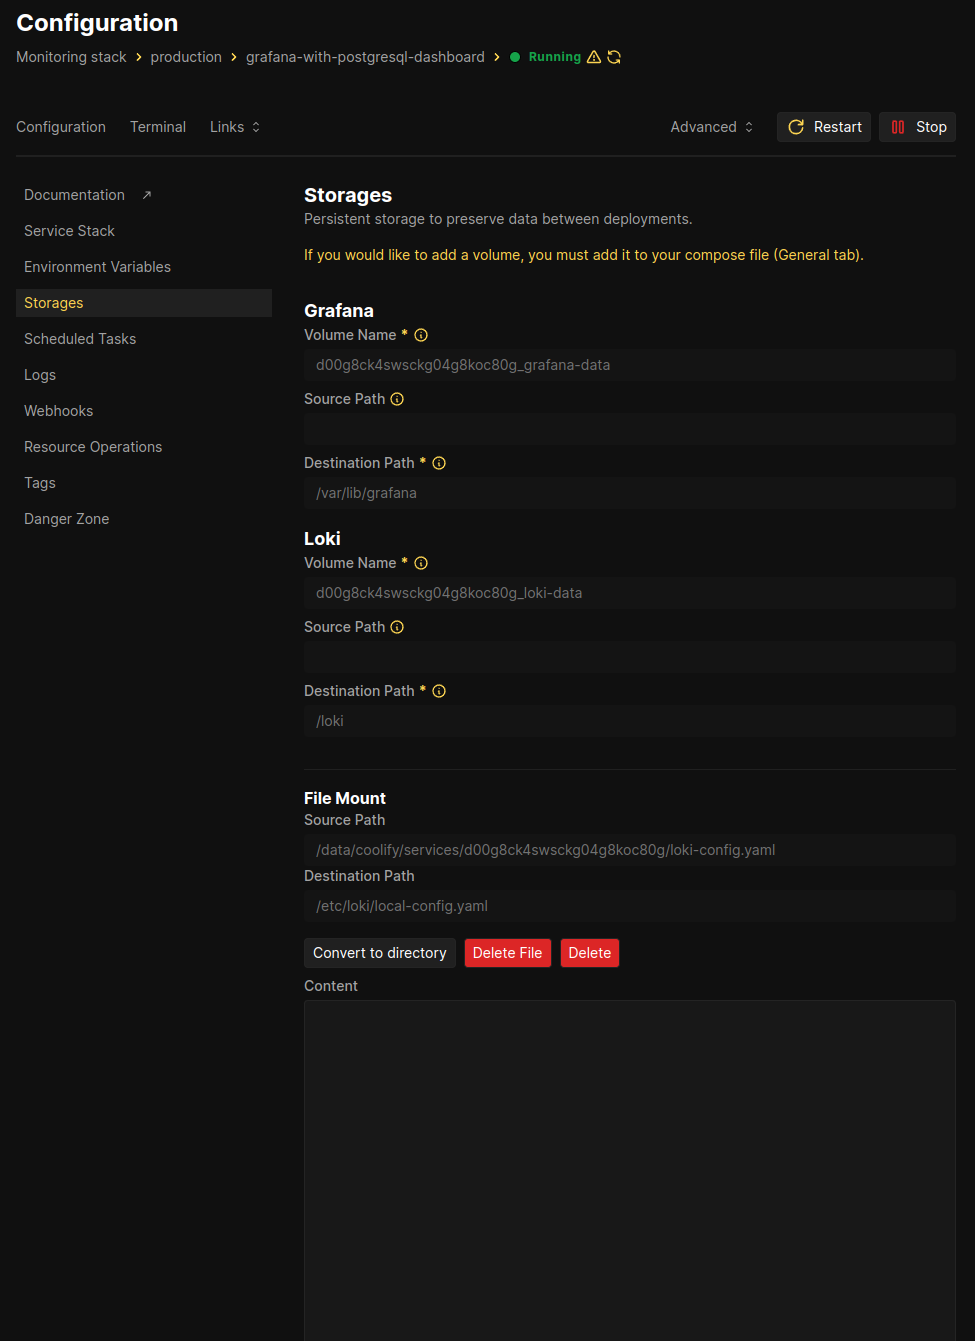 Configuration
Monitoring stack production grafana-with-postgresql-dashboard Running
Configuration Terminal Links Advanced Restart Stop
Documentation
Service Stack
Environment Variables
Storages
Scheduled Tasks
Logs
Webhooks
Resource Operations
Tags
Danger Zone
Storages
Persistent storage to preserve data between deployments.
If you would like to add a volume, you must add it to your compose file (General tab).
Grafana
Volume Name *
d00g8ck4swsckg04g8koc80g_grafana-data
Source Path
Destination Path *
/var/lib/grafana
Loki
Volume Name *
d00g8ck4swsckg04g8koc80g_loki-data
Source Path
Destination Path *
/loki
File Mount
Source Path
/data/coolify/services/d00g8ck4swsckg04g8koc80g/loki-config.yaml
Destination Path
/etc/loki/local-config.yaml
Convert to directory Delete File Delete
Content